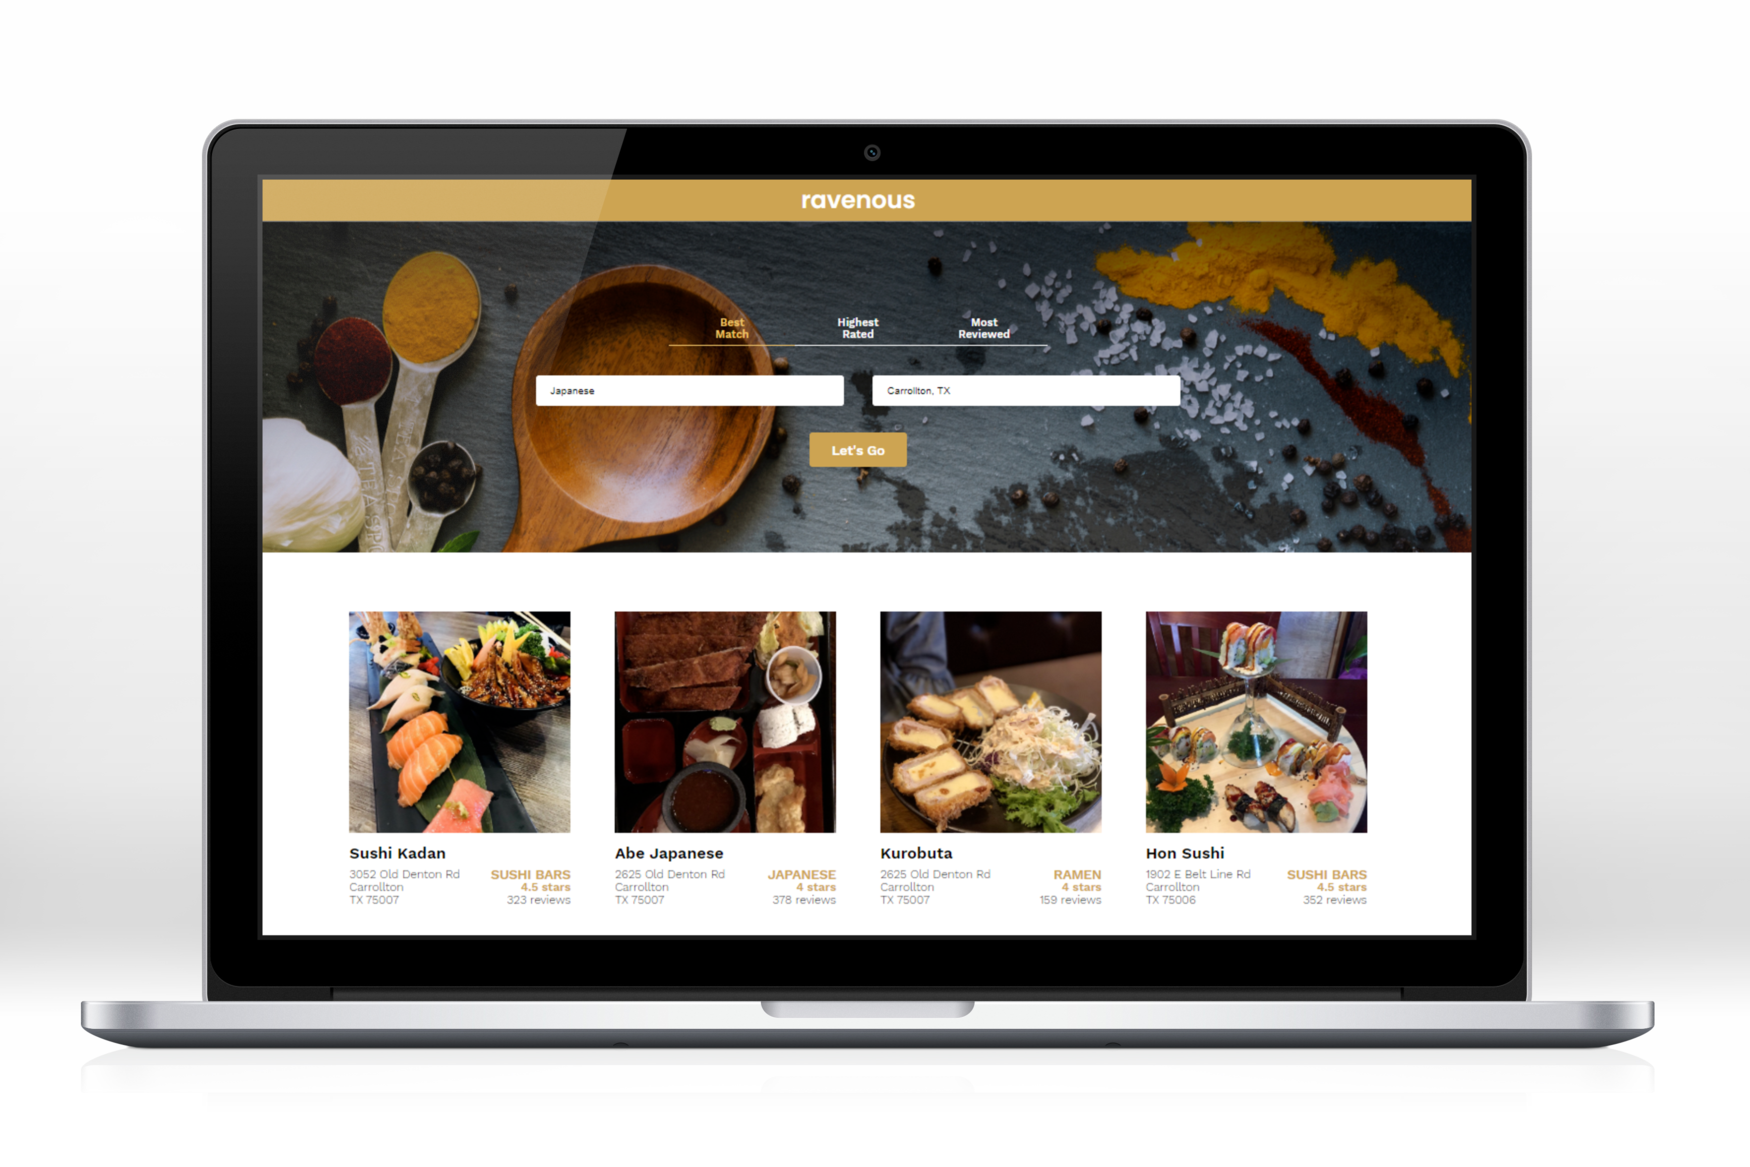 ravenous
Best
Match
Highest
Rated
Most
Reviewed
Japanese
Carrollton, TX
Let's Go
Sushi Kadan
3052 Old Denton Rd
Carrollton
TX 75007
SUSHI BARS
4.5 stars
323 reviews
Abe Japanese
2625 Old Denton Rd
Carrollton
TX 75007
JAPANESE
4 stars
378 reviews
Kurobuta
2625 Old Denton Rd
Carrollton
TX 75007
RAMEN
4 stars
159 reviews
Hon Sushi
1902 E Belt Line Rd
Carrollton
TX 75006
SUSHI BARS
4.5 stars
352 reviews